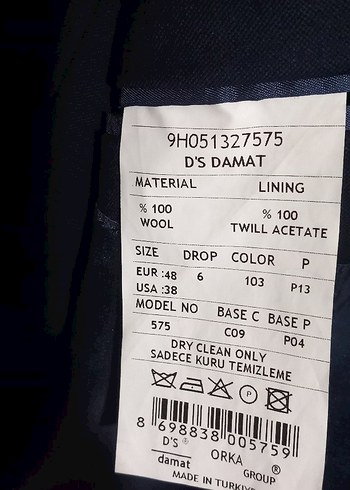 9H051327575
D'S DAMAT
MATERIAL LINING
% 100 % 100
WOOL TWILL ACETATE
SIZE DROP COLOR P
EUR :48 6 103 P13
USA :38
MODEL NO BASE C BASE P
575 C09 P04
DRY CLEAN ONLY
SADECE KURU TEMIZLEME
P
8 698838 005759
D'S ® ORKA ®
damat GROUP
MADE IN TURKIYE